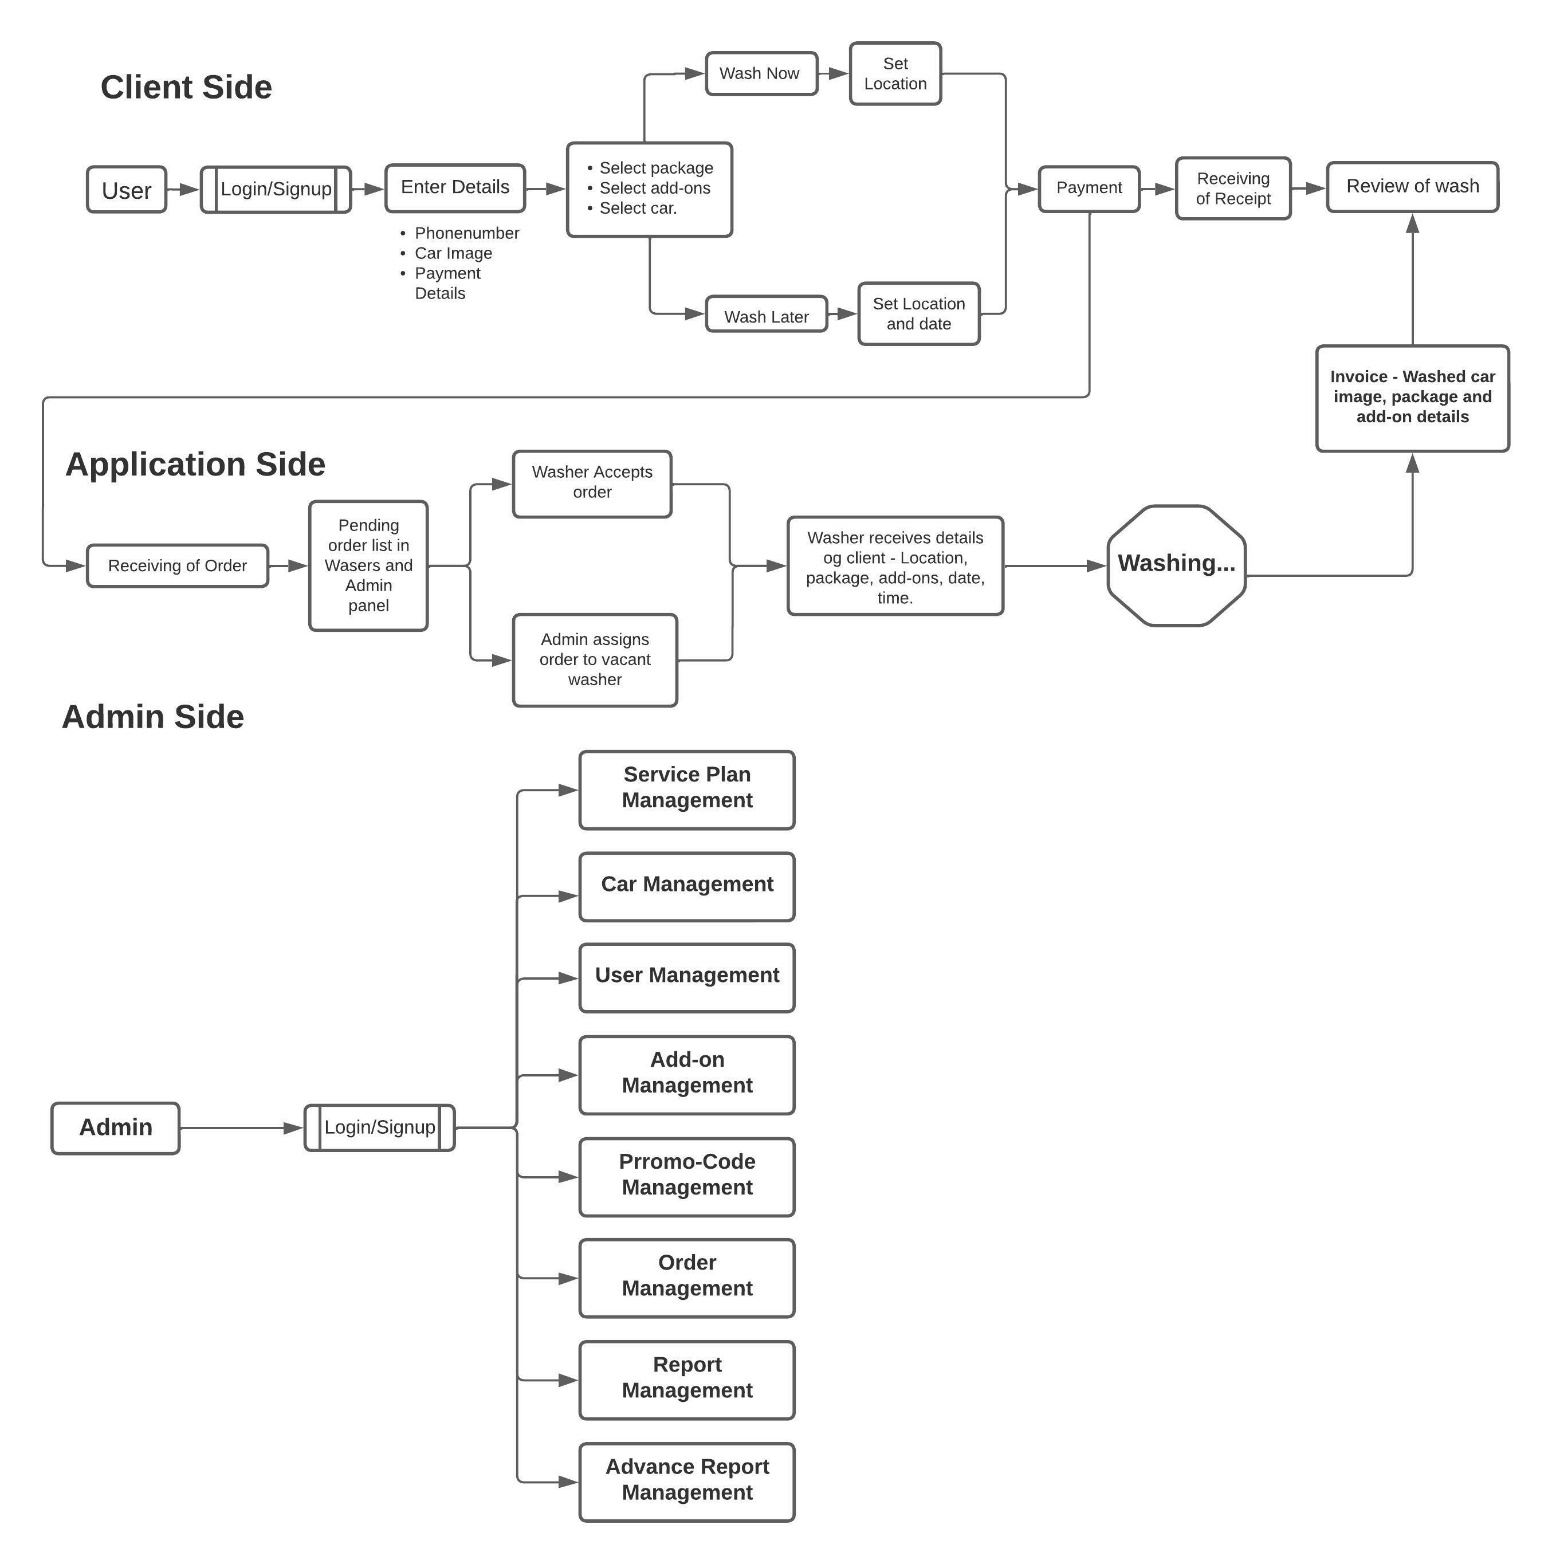 Client Side
User
Login/Signup
Enter Details
• Phonenumber
• Car Image
• Payment
Details
• Select package
• Select add-ons
• Select car.
Wash Now
Set
Location
Wash Later
Set Location
and date
Payment
Receiving
of Receipt
Review of wash
Invoice - Washed car
image, package and
add-on details
Application Side
Receiving of Order
Pending
order list in
Wasers and
Admin
panel
Washer Accepts
order
Admin assigns
order to vacant
washer
Washer receives details
og client - Location,
package, add-ons, date,
time.
Washing...
Admin Side
Admin
Login/Signup
Service Plan
Management
Car Management
User Management
Add-on
Management
Prromo-Code
Management
Order
Management
Report
Management
Advance Report
Management